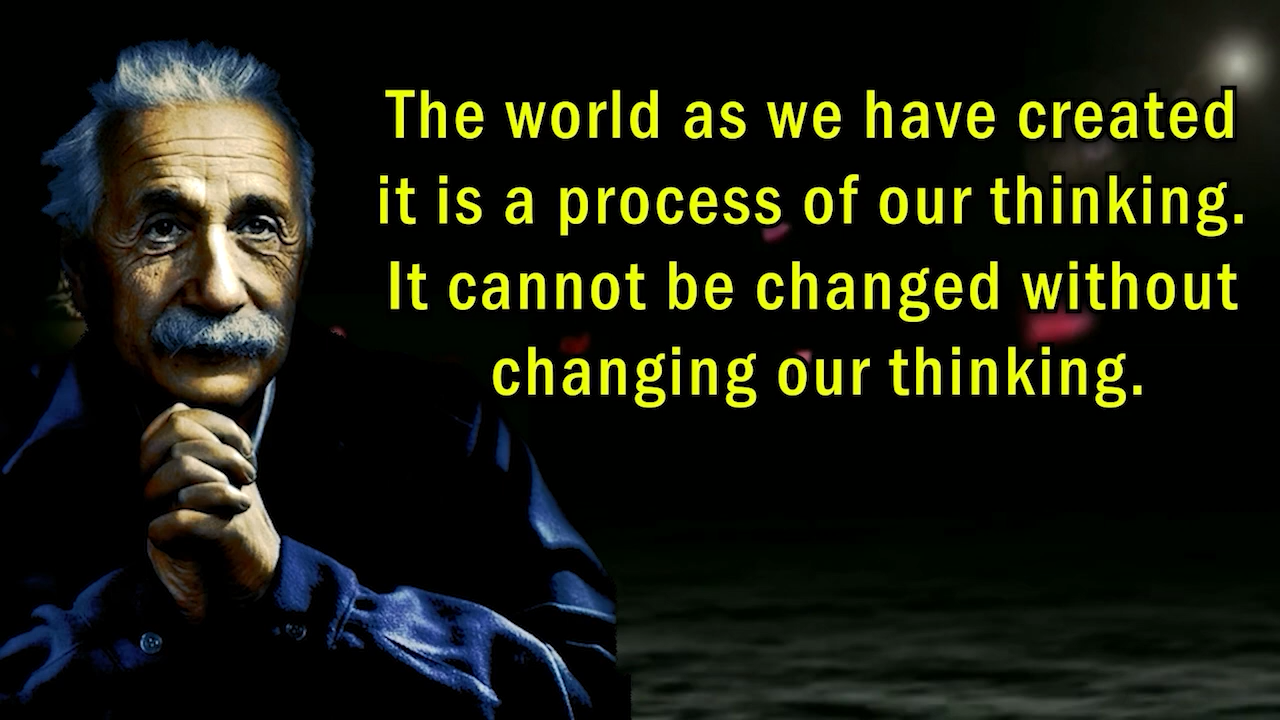 The world as we have created
it is a process of our thinking.
It cannot be changed without
changing our thinking.